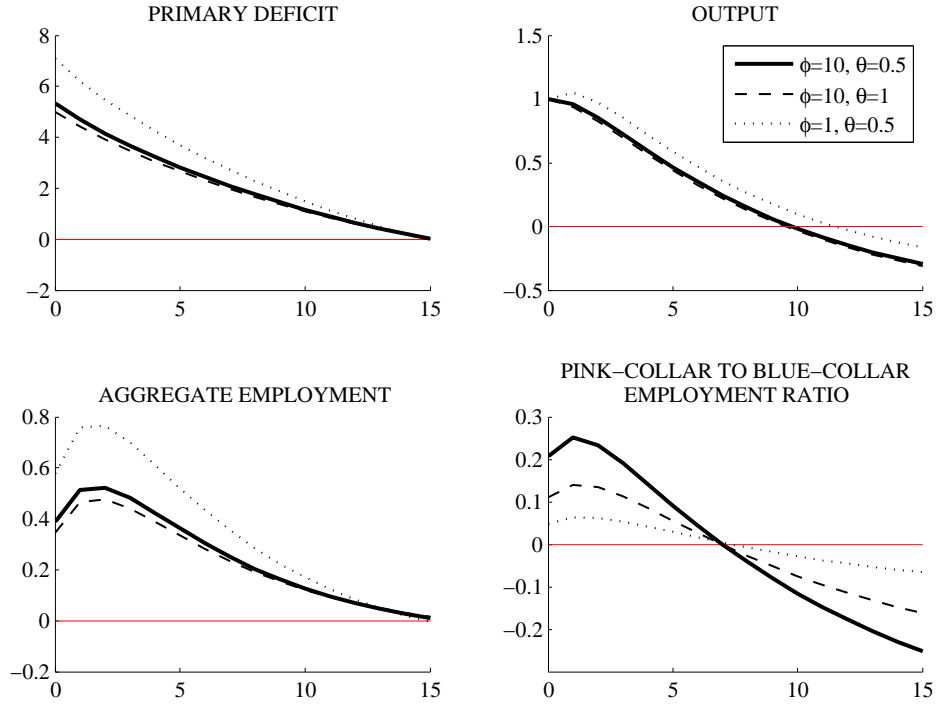 PRIMARY DEFICIT
8
6
4
2
0
−2
0 5 10 15
OUTPUT
1.5
1
0.5
0
−0.5
0 5 10 15
ϕ=10, θ=0.5
ϕ=10, θ=1
ϕ=1, θ=0.5
AGGREGATE EMPLOYMENT
0.8
0.6
0.4
0.2
0
−0.2
0 5 10 15
PINK−COLLAR TO BLUE−COLLAR
EMPLOYMENT RATIO
0.3
0.2
0.1
0
−0.1
−0.2
0 5 10 15